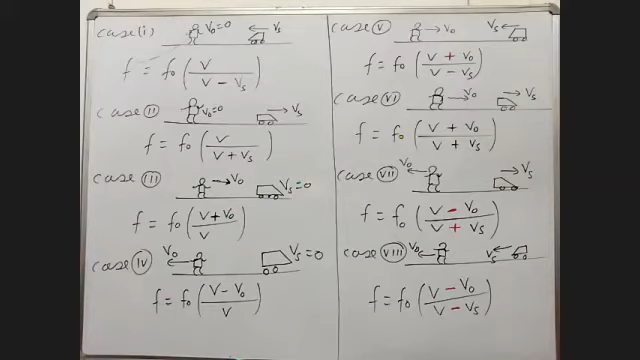 case(i) V₀=0 Vs
f = f₀ (V / V - Vs)
case (ii) V₀=0 Vs
f = f₀ (V / V + Vs)
case (iii) V₀ Vs=0
f = f₀ (V + V₀ / V)
case (iv) V₀ Vs=0
f = f₀ (V - V₀ / V)
case (v) V₀ Vs
f = f₀ (V + V₀ / V - Vs)
case (vi) V₀ Vs
f = f₀ (V + V₀ / V + Vs)
case (vii) V₀ Vs
f = f₀ (V - V₀ / V + Vs)
case (viii) V₀ Vs
f = f₀ (V - V₀ / V - Vs)